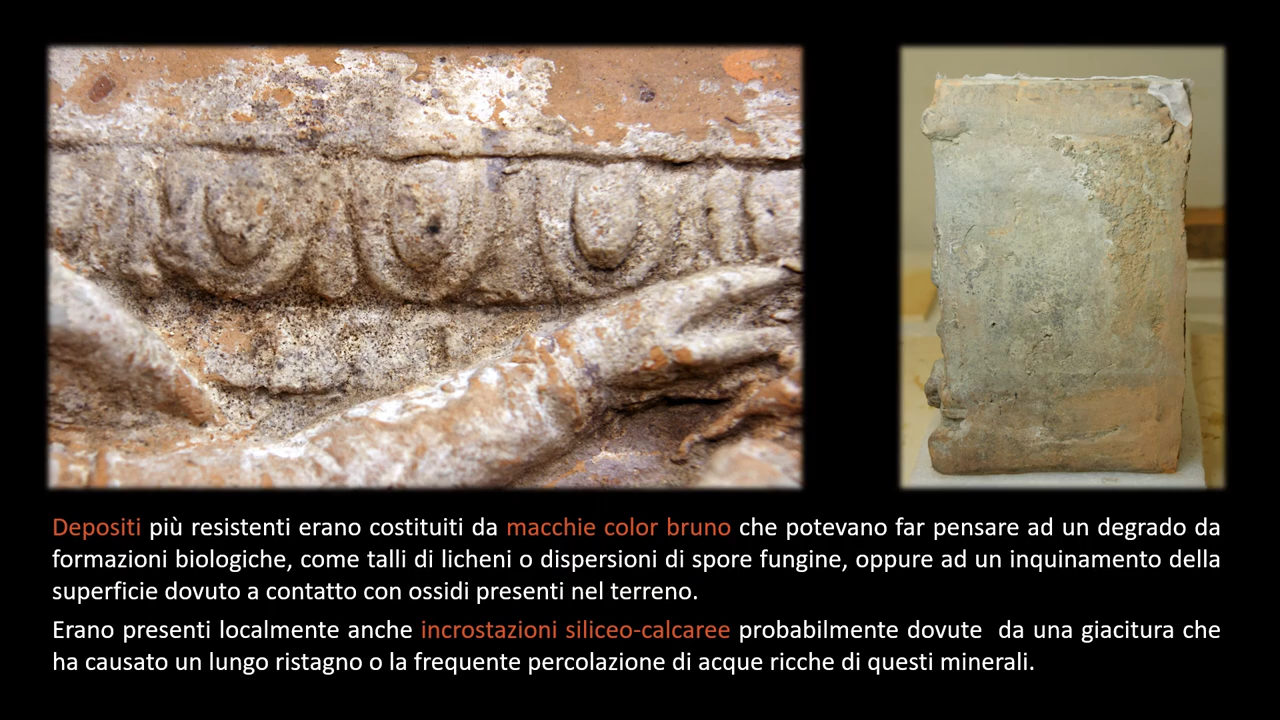 Depositi più resistenti erano costituiti da macchie color bruno che potevano far pensare ad un degrado da
formazioni biologiche, come talli di licheni o dispersioni di spore fungine, oppure ad un inquinamento della
superficie dovuto a contatto con ossidi presenti nel terreno.
Erano presenti localmente anche incrostazioni siliceo-calcaree probabilmente dovute  da una giacitura che
ha causato un lungo ristagno o la frequente percolazione di acque ricche di questi minerali.